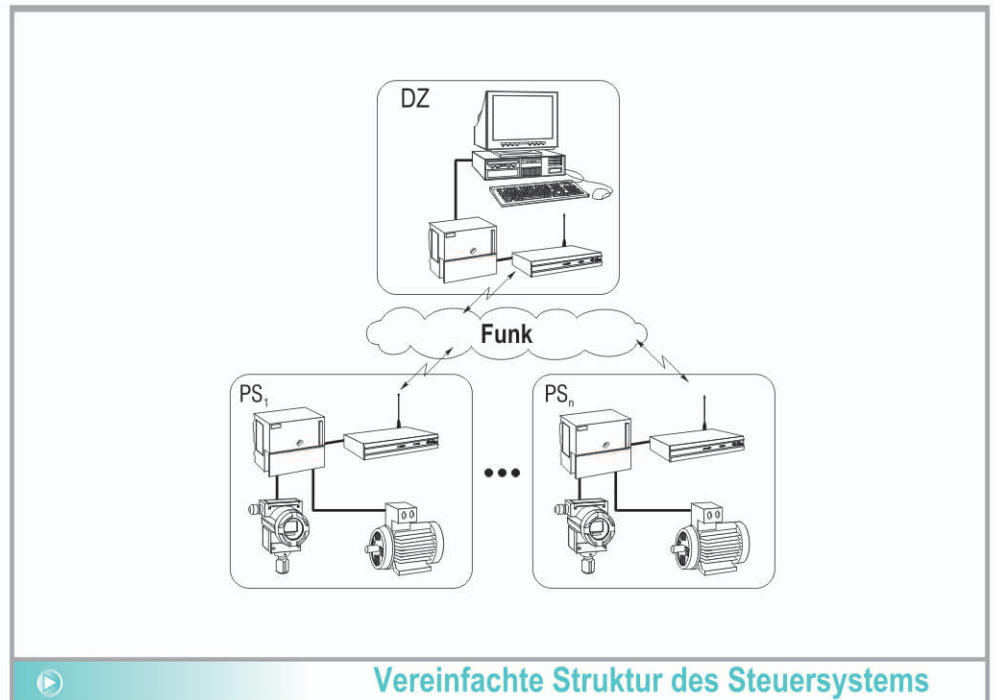 DZ
Funk
PS₁
PSₙ
Vereinfachte Struktur des Steuersystems